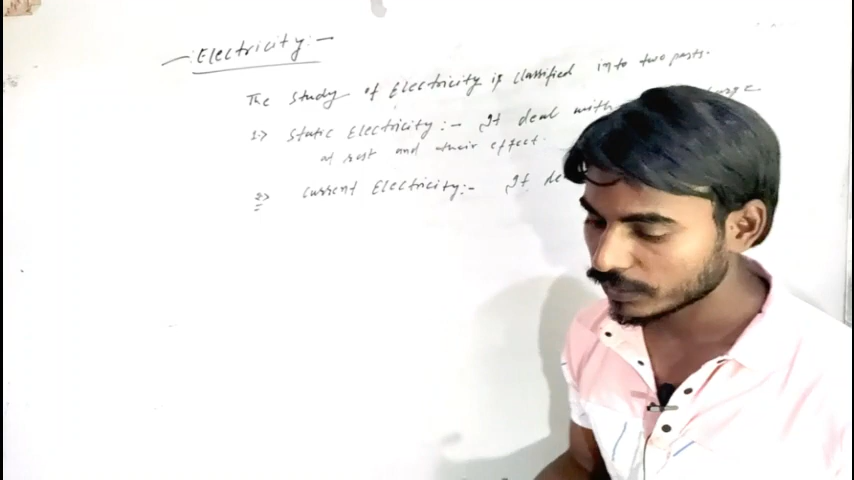 Electricity:-
The study of Electricity is classified into two parts.
1:> Static Electricity:- It deal with
at rest and their effect.
2:> Current Electricity:- It de